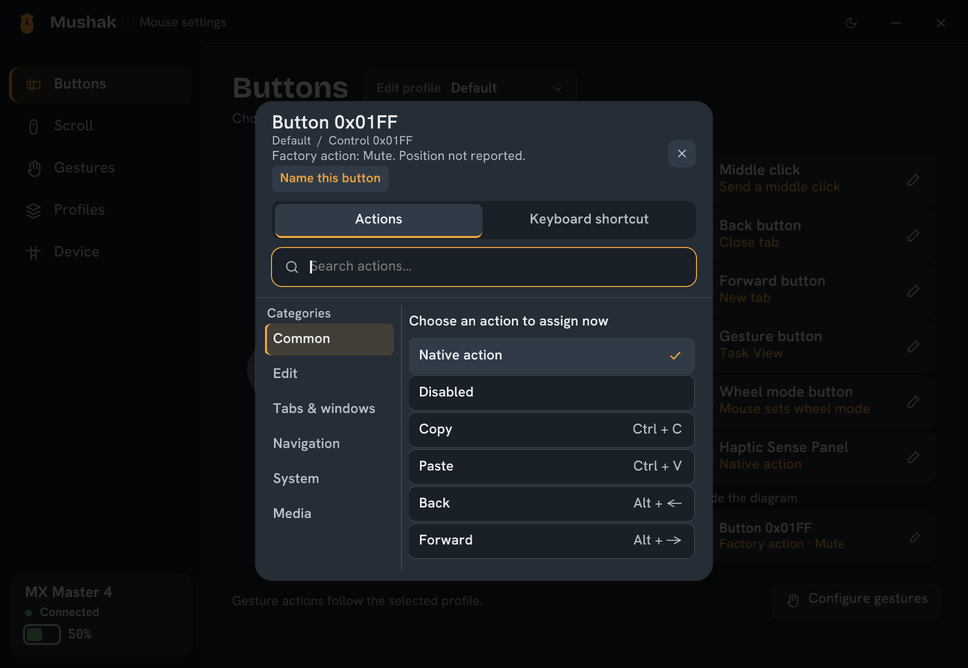 Mushak
Mouse settings
Buttons
Scroll
Gestures
Profiles
Device
MX Master 4
Connected
50%
Buttons
Edit profile Default
Cho
Button 0x01FF
Default / Control 0x01FF
Factory action: Mute. Position not reported.
Name this button
Actions
Keyboard shortcut
Search actions...
Categories
Common
Edit
Tabs & windows
Navigation
System
Media
Choose an action to assign now
Native action
Disabled
Copy Ctrl + C
Paste Ctrl + V
Back Alt + ←
Forward Alt + →
Middle click
Send a middle click
Back button
Close tab
Forward button
New tab
Gesture button
Task View
Wheel mode button
Mouse sets wheel mode
Haptic Sense Panel
Native action
de the diagram
Button 0x01FF
Factory action · Mute
Gesture actions follow the selected profile.
Configure gestures